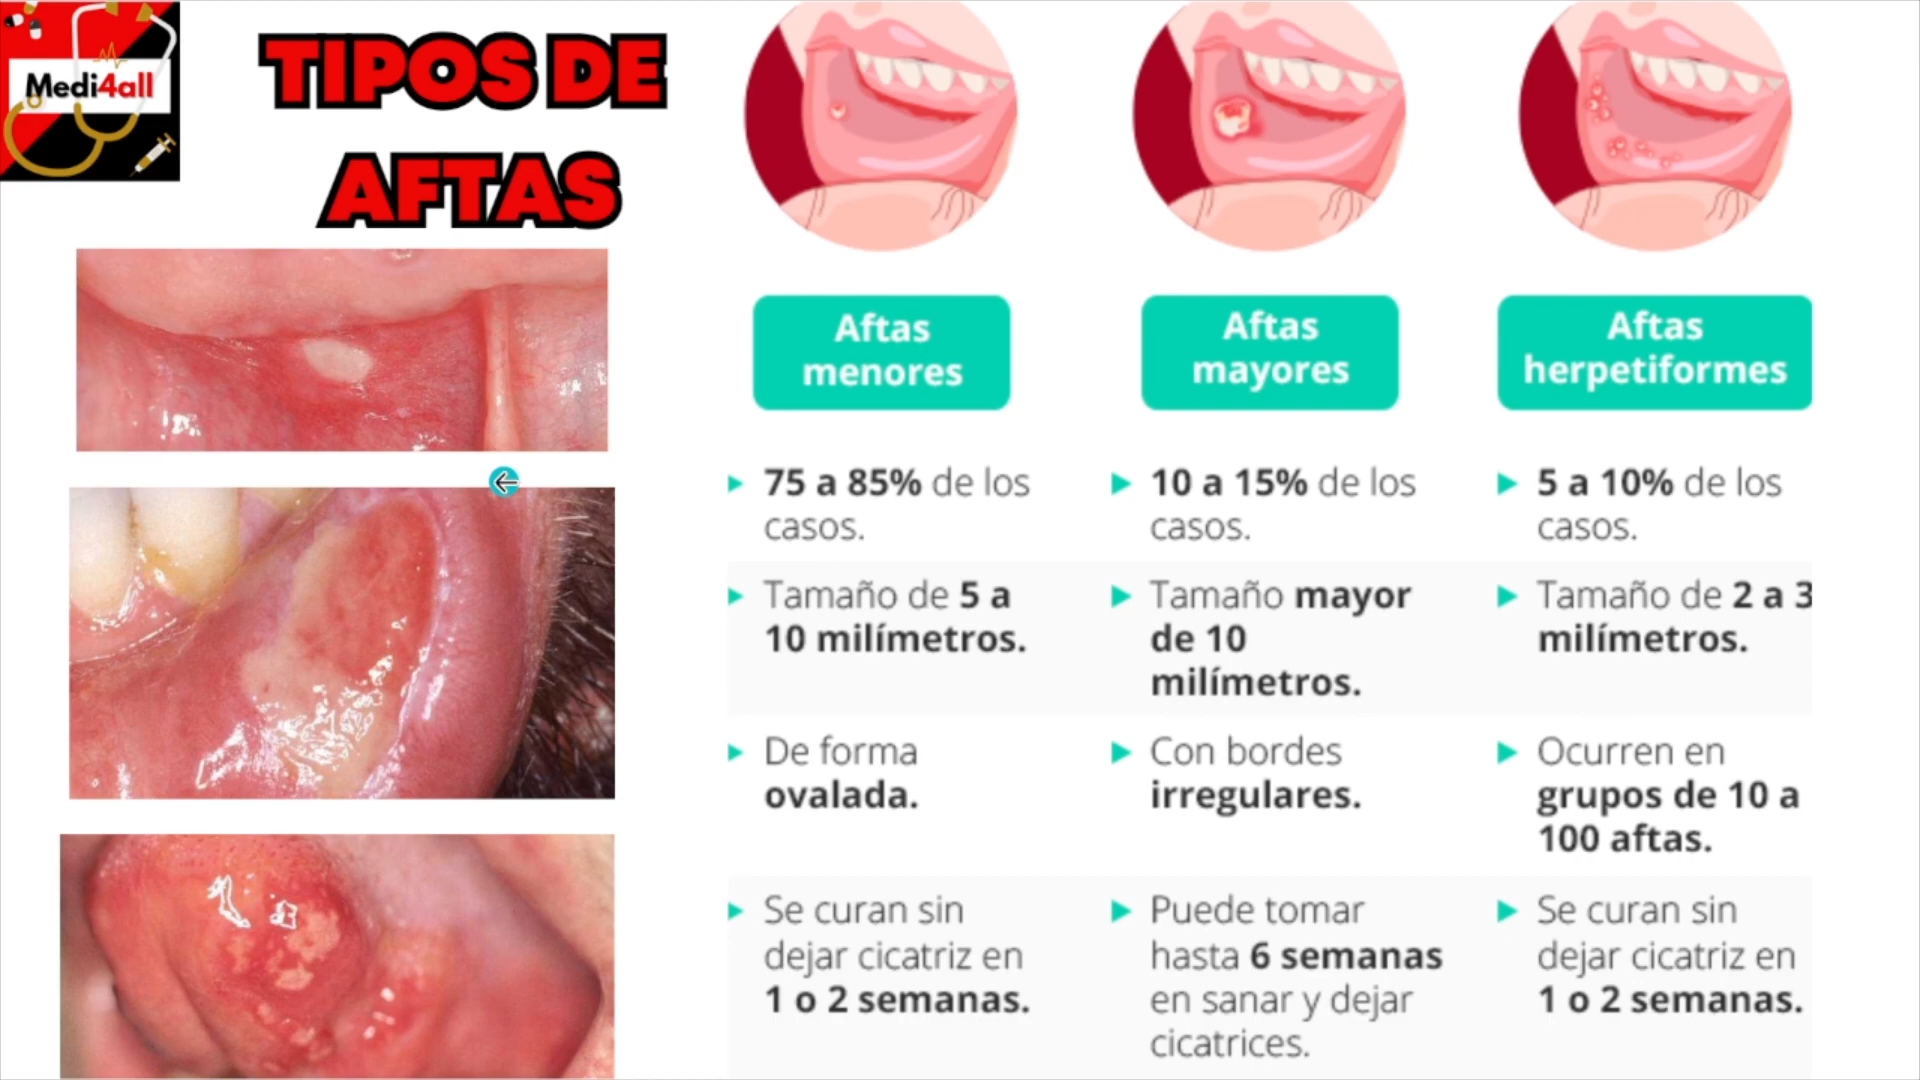 Medi4all
TIPOS DE
AFTAS
Aftas
menores
75 a 85% de los
casos.
Tamaño de 5 a
10 milímetros.
De forma
ovalada.
Se curan sin
dejar cicatriz en
1 o 2 semanas.
Aftas
mayores
10 a 15% de los
casos.
Tamaño mayor
de 10
milímetros.
Con bordes
irregulares.
Puede tomar
hasta 6 semanas
en sanar y dejar
cicatrices.
Aftas
herpetiformes
5 a 10% de los
casos.
Tamaño de 2 a 3
milímetros.
Ocurren en
grupos de 10 a
100 aftas.
Se curan sin
dejar cicatriz en
1 o 2 semanas.